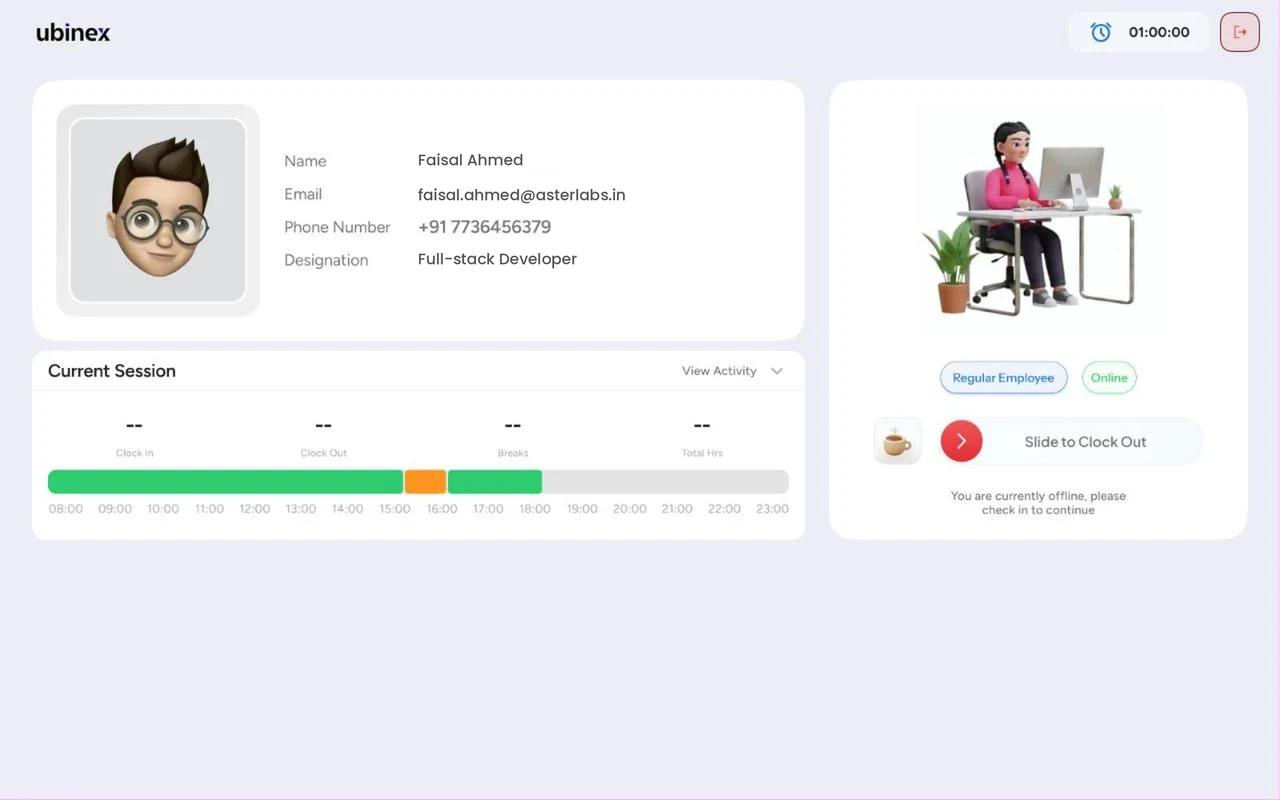 ubinex
01:00:00
Name Faisal Ahmed
Email faisal.ahmed@asterlabs.in
Phone Number +91 7736456379
Designation Full-stack Developer
Current Session
View Activity
-- -- -- --
Clock In Clock Out Breaks Total Hrs
08:00 09:00 10:00 11:00 12:00 13:00 14:00 15:00 16:00 17:00 18:00 19:00 20:00 21:00 22:00 23:00
Regular Employee Online
Slide to Clock Out
You are currently offline, please
check in to continue